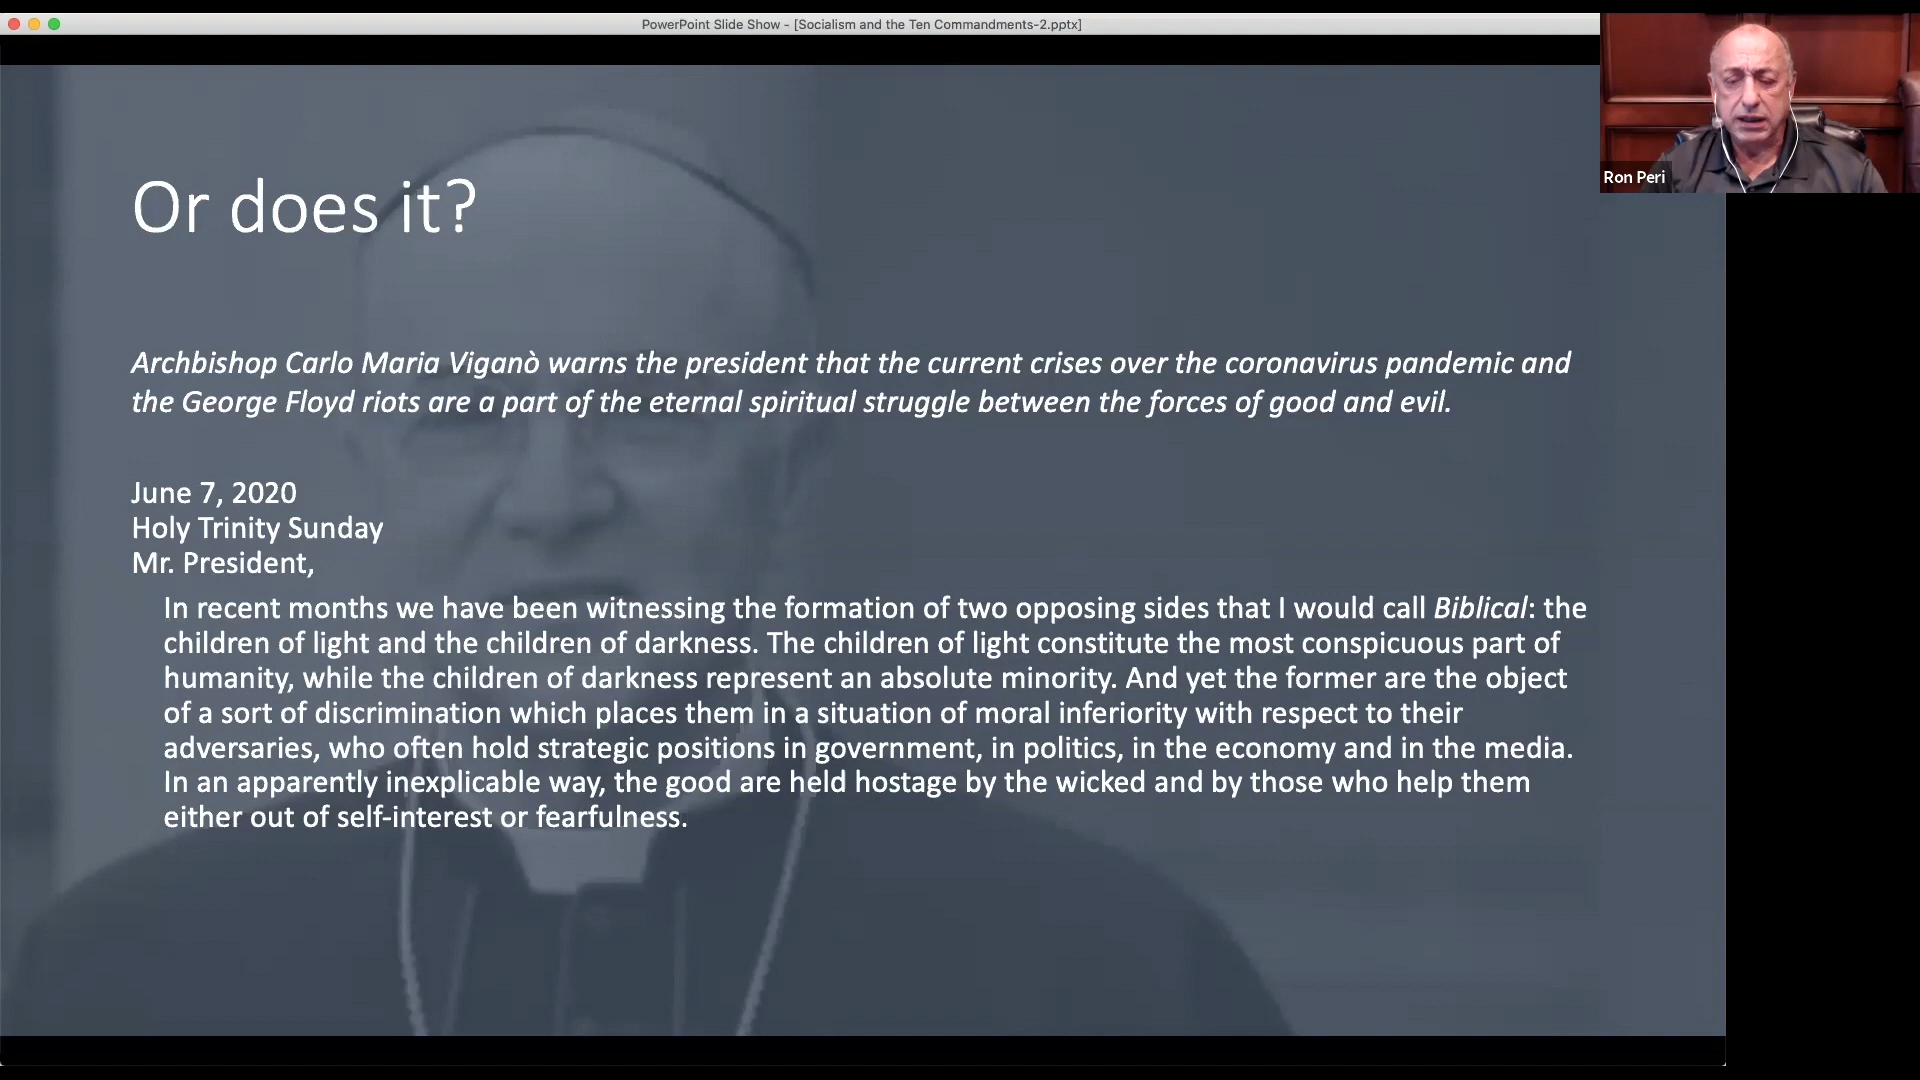 PowerPoint Slide Show - [Socialism and the Ten Commandments-2.pptx]
Ron Peri
Or does it?
Archbishop Carlo Maria Viganò warns the president that the current crises over the coronavirus pandemic and
the George Floyd riots are a part of the eternal spiritual struggle between the forces of good and evil.
June 7, 2020
Holy Trinity Sunday
Mr. President,
In recent months we have been witnessing the formation of two opposing sides that I would call Biblical: the
children of light and the children of darkness. The children of light constitute the most conspicuous part of
humanity, while the children of darkness represent an absolute minority. And yet the former are the object
of a sort of discrimination which places them in a situation of moral inferiority with respect to their
adversaries, who often hold strategic positions in government, in politics, in the economy and in the media.
In an apparently inexplicable way, the good are held hostage by the wicked and by those who help them
either out of self-interest or fearfulness.